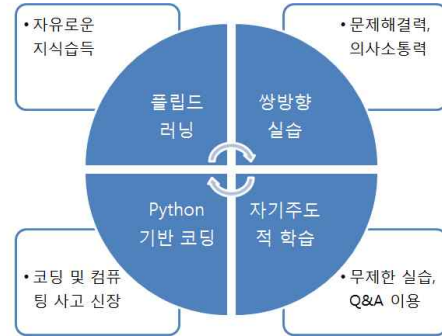 • 자유로운
지식습득
• 문제해결력,
의사소통력
플립드
러닝
쌍방향
실습
Python
기반 코딩
자기주도
적 학습
• 코딩 및 컴퓨
팅 사고 신장
• 무제한 실습,
Q&A 이용